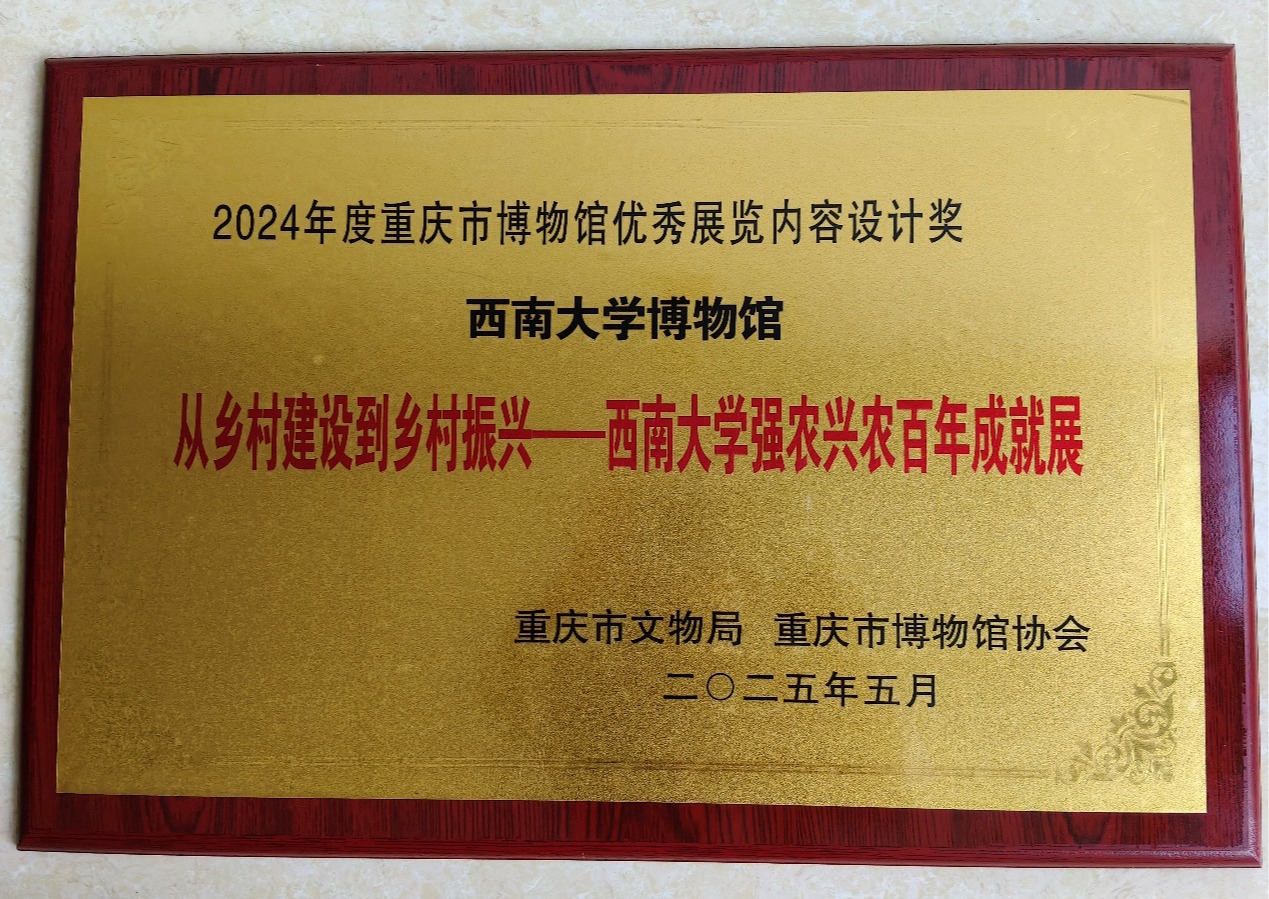 2024年度重庆市博物馆优秀展览内容设计奖
西南大学博物馆
从乡村建设到乡村振兴——西南大学强农兴农百年成就展
重庆市文物局 重庆市博物馆协会
二〇二五年五月